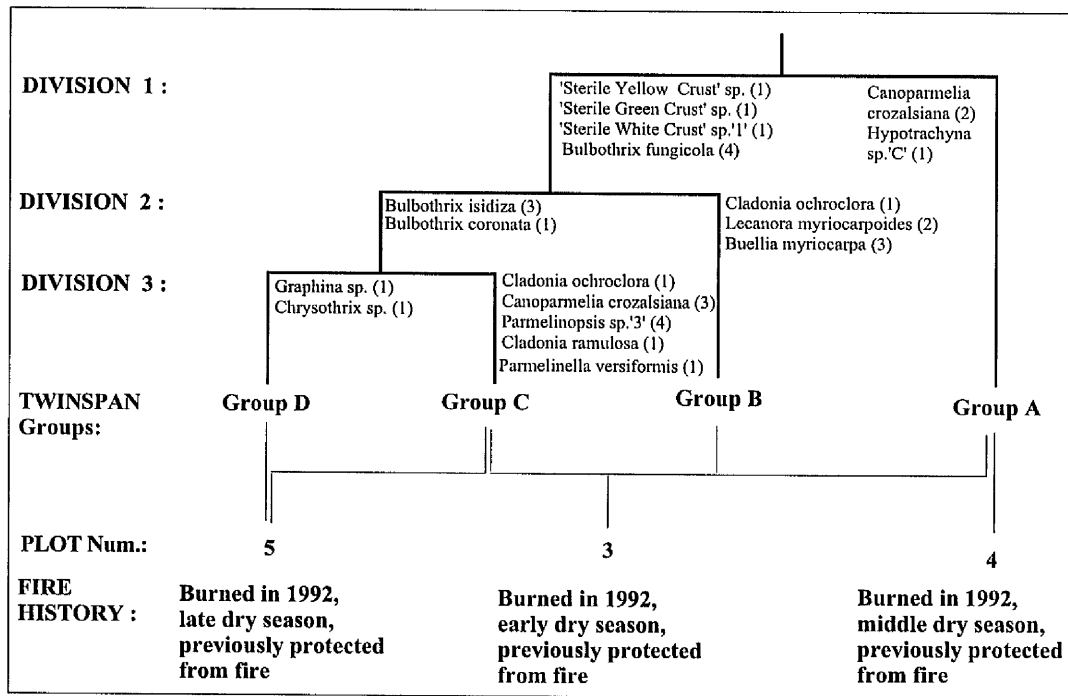 DIVISION 1 :
'Sterile Yellow Crust' sp. (1)
'Sterile Green Crust' sp. (1)
'Sterile White Crust' sp.'1' (1)
Bulbothrix fungicola (4)
Canoparmelia
crozalsiana (2)
Hypotrachyna
sp.'C' (1)
DIVISION 2 :
Bulbothrix isidiza (3)
Bulbothrix coronata (1)
Cladonia ochroclora (1)
Lecanora myriocarpoides (2)
Buellia myriocarpa (3)
DIVISION 3 :
Graphina sp. (1)
Chrysothrix sp. (1)
Cladonia ochroclora (1)
Canoparmelia crozalsiana (3)
Parmelinopsis sp.'3' (4)
Cladonia ramulosa (1)
Parmelinella versiformis (1)
TWINSPAN
Groups:
Group D
Group C
Group B
Group A
PLOT Num.:
5
3
4
FIRE
HISTORY :
Burned in 1992,
late dry season,
previously protected
from fire
Burned in 1992,
early dry season,
previously protected
from fire
Burned in 1992,
middle dry season,
previously protected
from fire